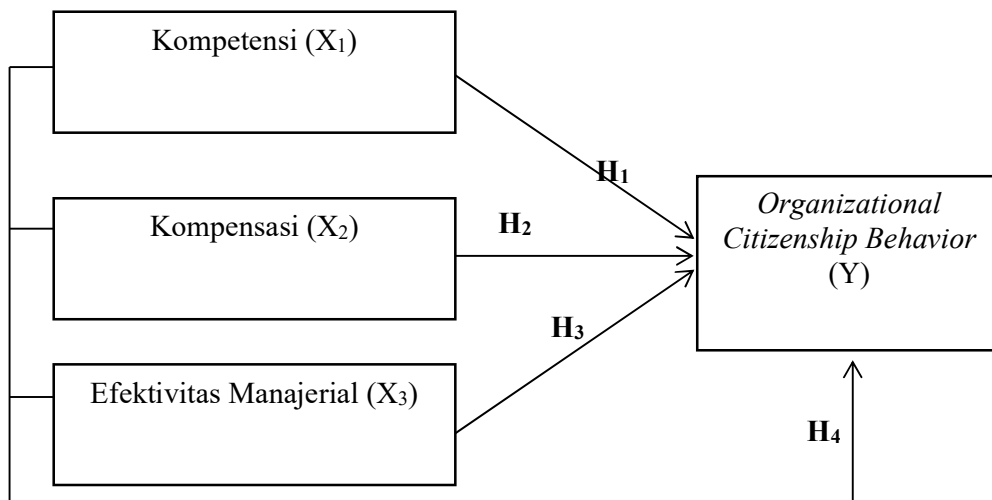 Kompetensi (X₁)
H₁
Kompensasi (X₂)
H₂
Organizational
Citizenship Behavior
(Y)
H₃
Efektivitas Manajerial (X₃)
H₄